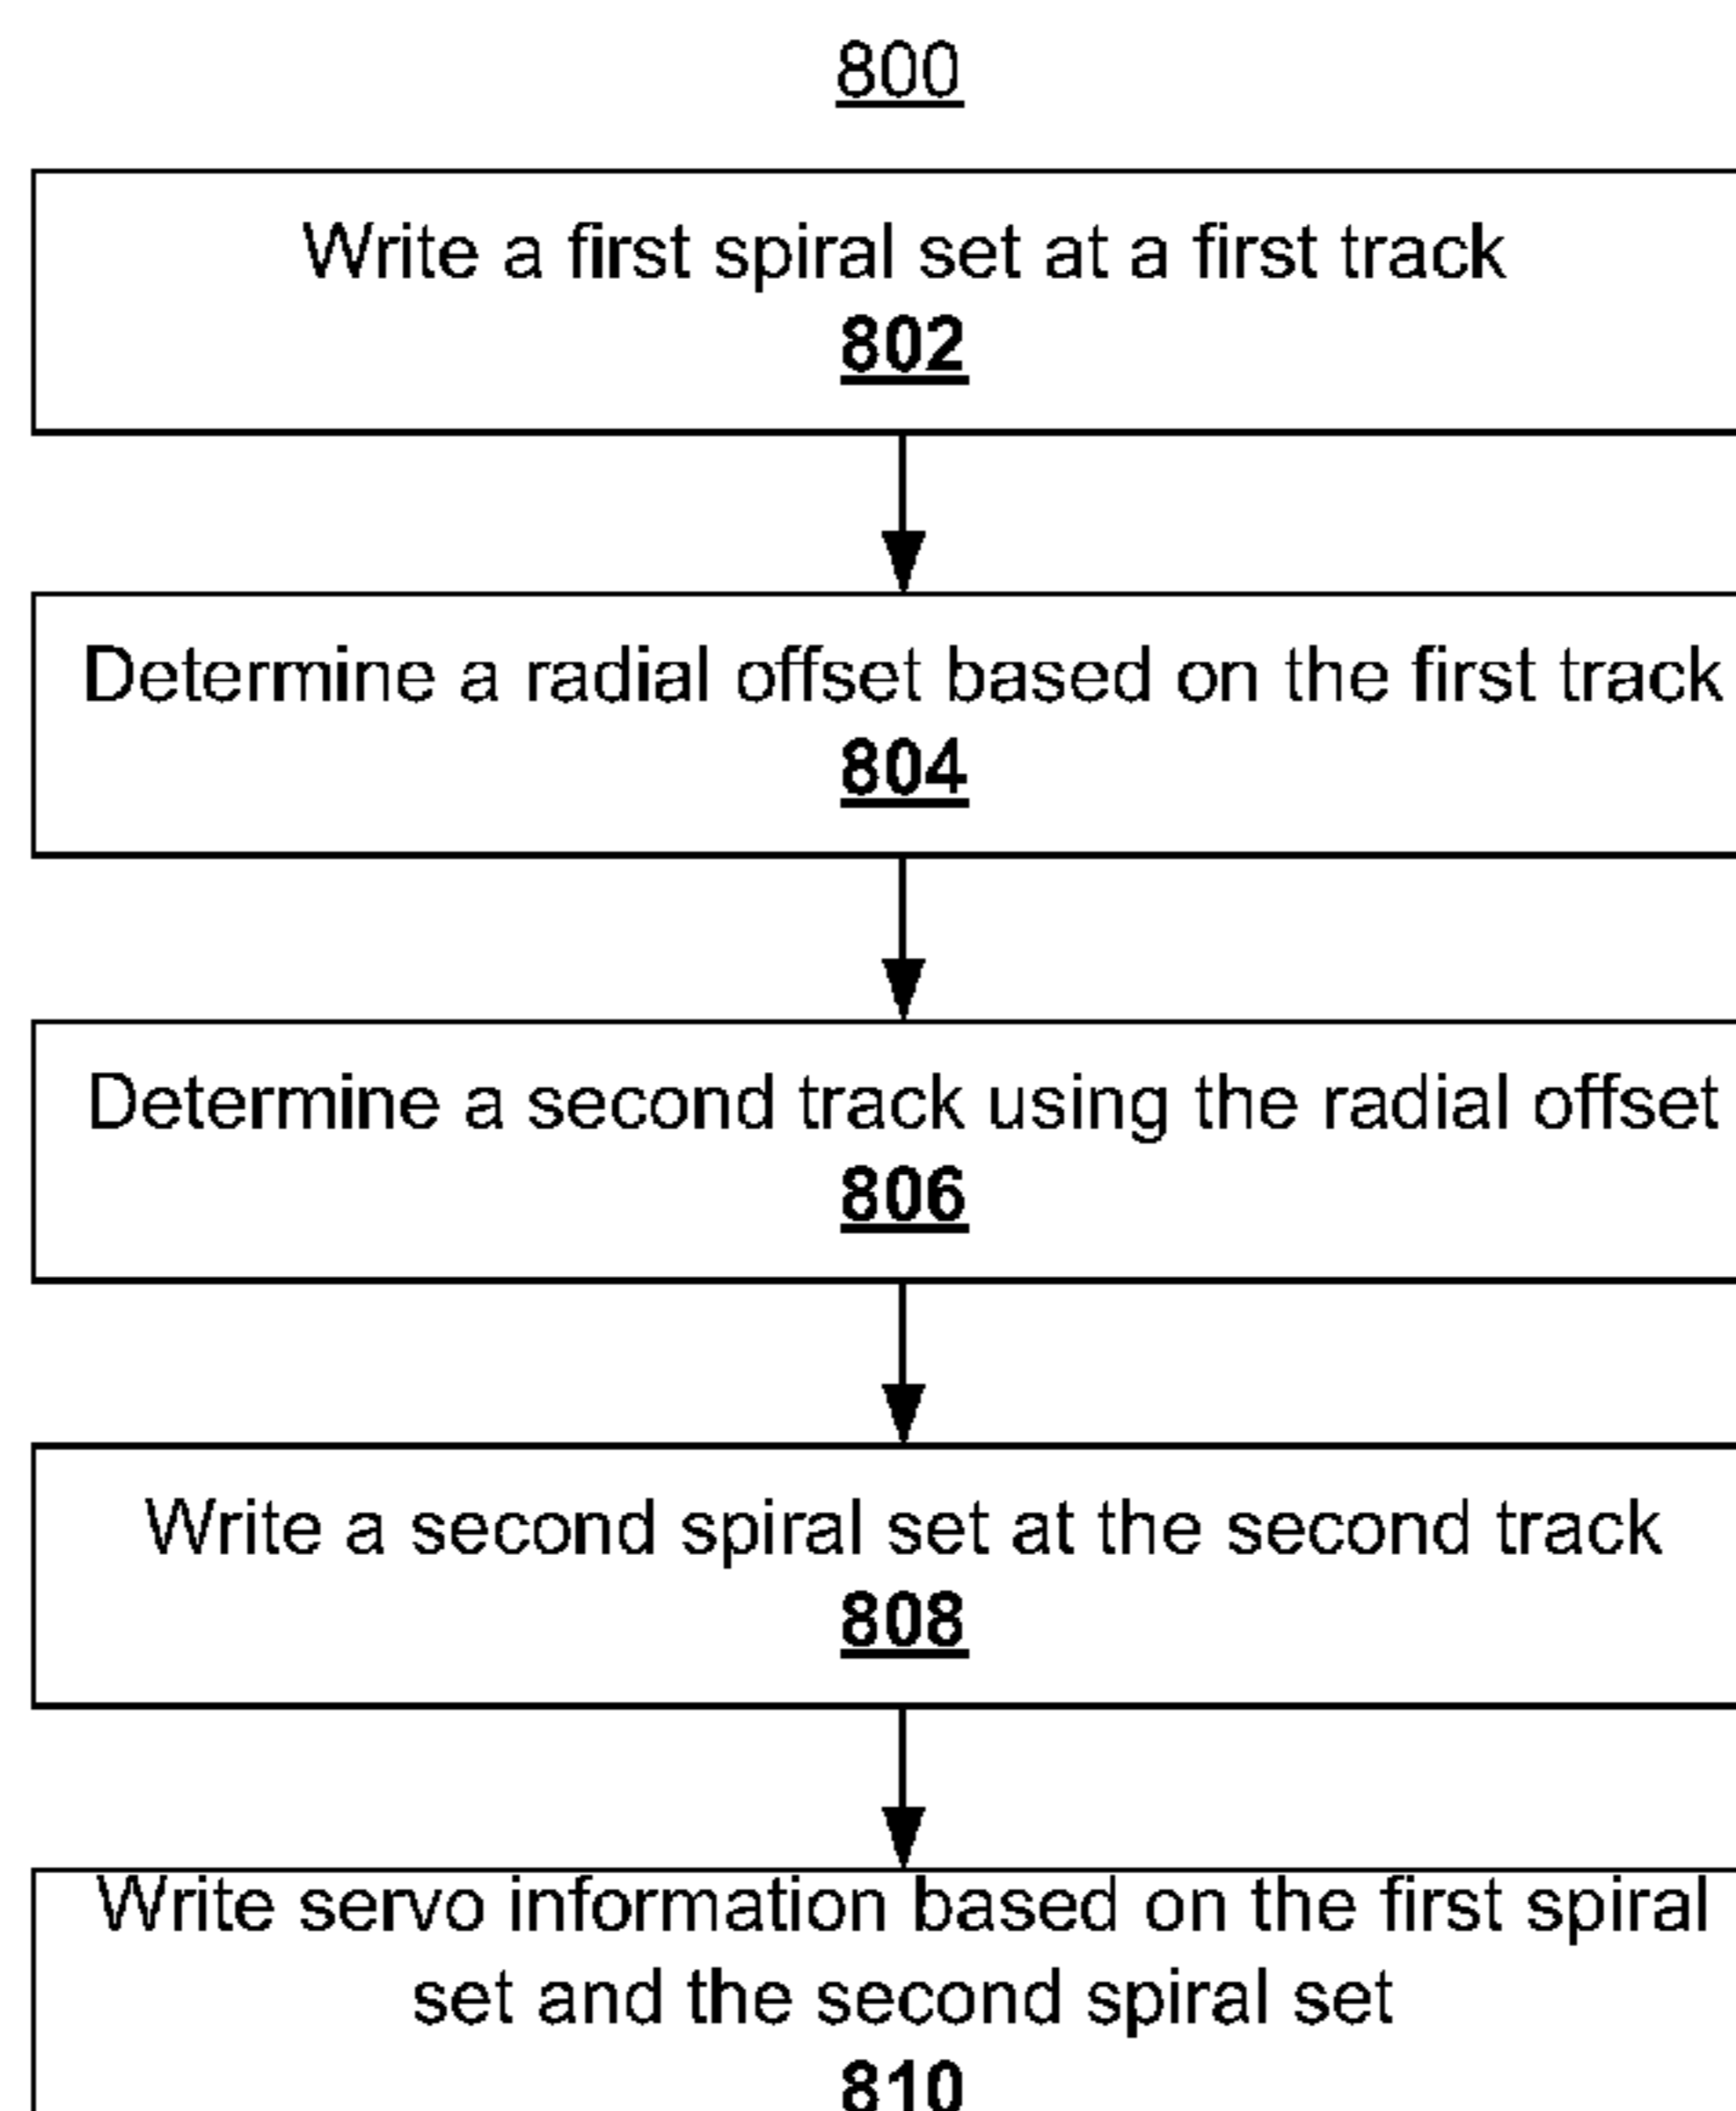 800
Write a first spiral set at a first track
802
Determine a radial offset based on the first track
804
Determine a second track using the radial offset
806
Write a second spiral set at the second track
808
Write servo information based on the first spiral
set and the second spiral set
810